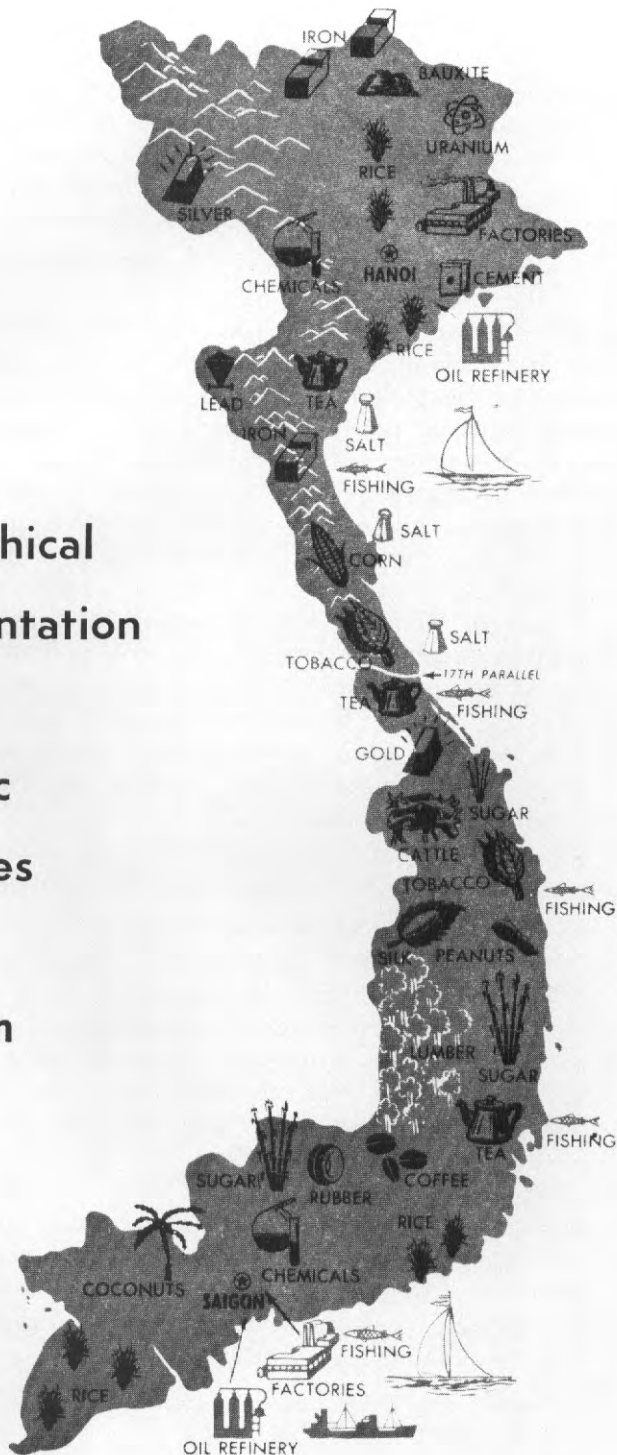 IRON
BAUXITE
URANIUM
RICE
SILVER
FACTORIES
CHEMICALS
HANOI
CEMENT
RICE
OIL REFINERY
LEAD
TEA
SALT
IRON
FISHING
hical
SALT
CORN
ntation
TOBACCO
SALT
17TH PARALLEL
TEA
FISHING
GOLD
c
SUGAR
CATTLE
es
TOBACCO
FISHING
SILK
PEANUTS
n
LUMBER
SUGAR
TEA
FISHING
SUGAR
RUBBER
COFFEE
RICE
COCONUTS
CHEMICALS
SAIGON
FISHING
RICE
FACTORIES
OIL REFINERY